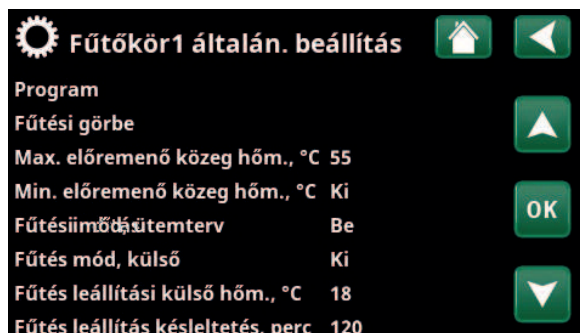 Fűtőkör1 általán. beállítás
Program
Fűtési görbe
Max. előremenő közeg hőm., °C 55
Min. előremenő közeg hőm., °C Ki
ütemterv Be
Fűtés mód, külső Ki
OK
Fűtés leállítási külső hőm., °C 18
Fűtés leállítás késleltetés, perc 120